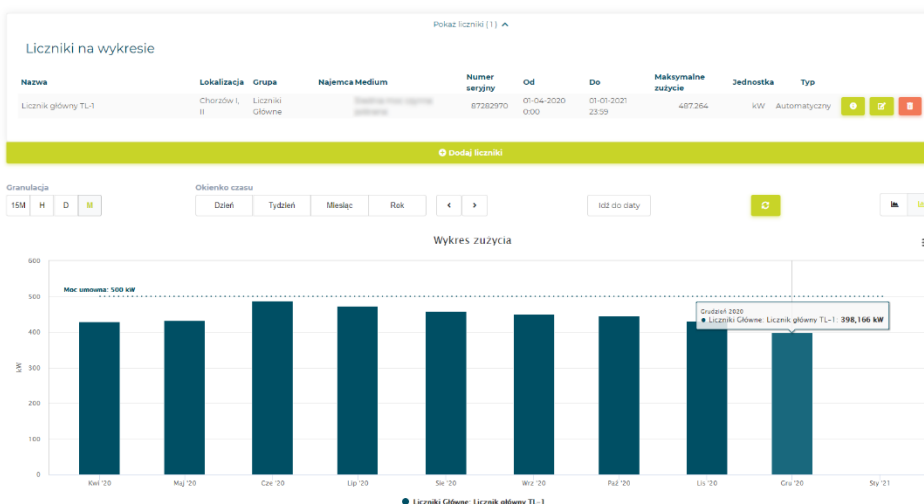 Pokaż liczniki (1)
Liczniki na wykresie
Nazwa Lokalizacja Grupa Najemca Medium Numer seryjny Od Do Maksymalne zużycie Jednostka Typ
Licznik główny TL-1 Chorzów I, II Liczniki Główne 87282970 01-04-2020 0:00 01-01-2021 23:59 487.264 kW Automatyczny
Dodaj liczniki
Granulacja Okienko czasu
15M H D M Dzień Tydzień Miesiąc Rok < > Idź do daty
Wykres zużycia
600
Moc umowna: 500 kW
500
Grudzień 2020
Liczniki Główne: Licznik główny TL-1: 398,166 kW
400
kW
300
200
100
0
Kwi '20 Maj '20 Cze '20 Lip '20 Sie '20 Wrz '20 Paź '20 Lis '20 Gru '20 Sty '21
Liczniki Główne: Licznik główny TL-1